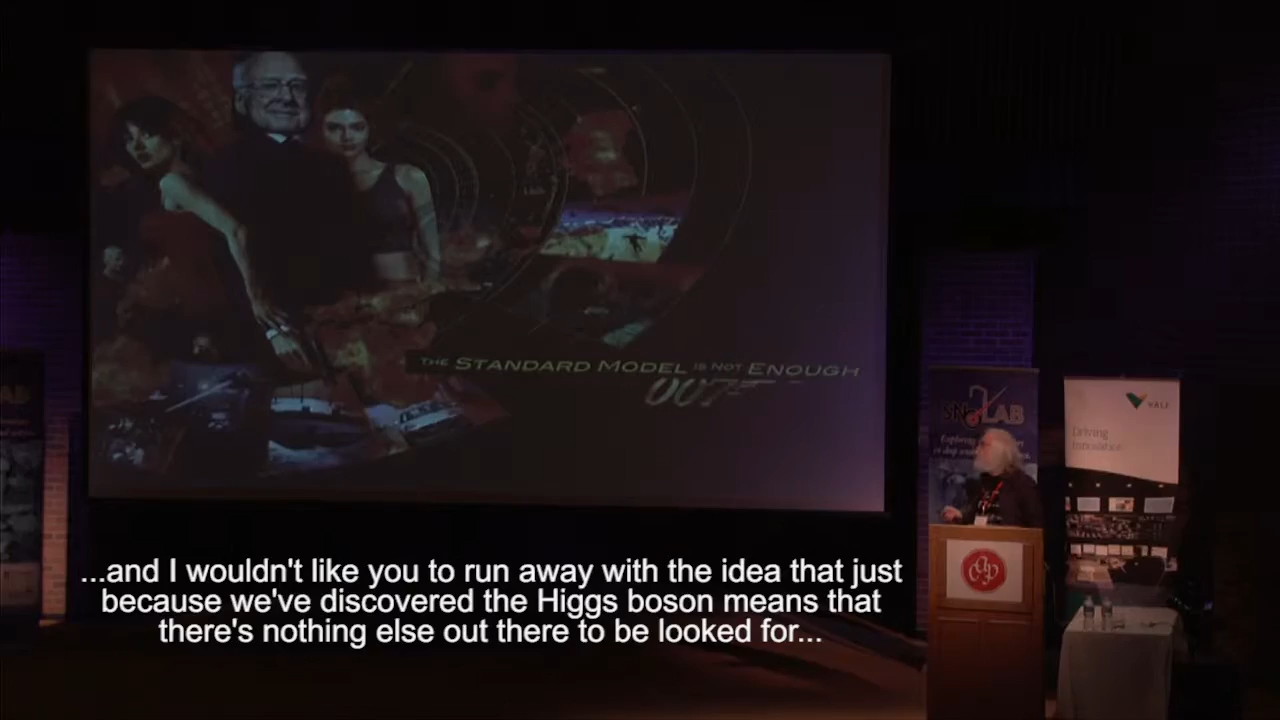 THE STANDARD MODEL IS NOT ENOUGH
007
SNOLAB
VALE
Driving
Innovation
cap
...and I wouldn't like you to run away with the idea that just
because we've discovered the Higgs boson means that
there's nothing else out there to be looked for...